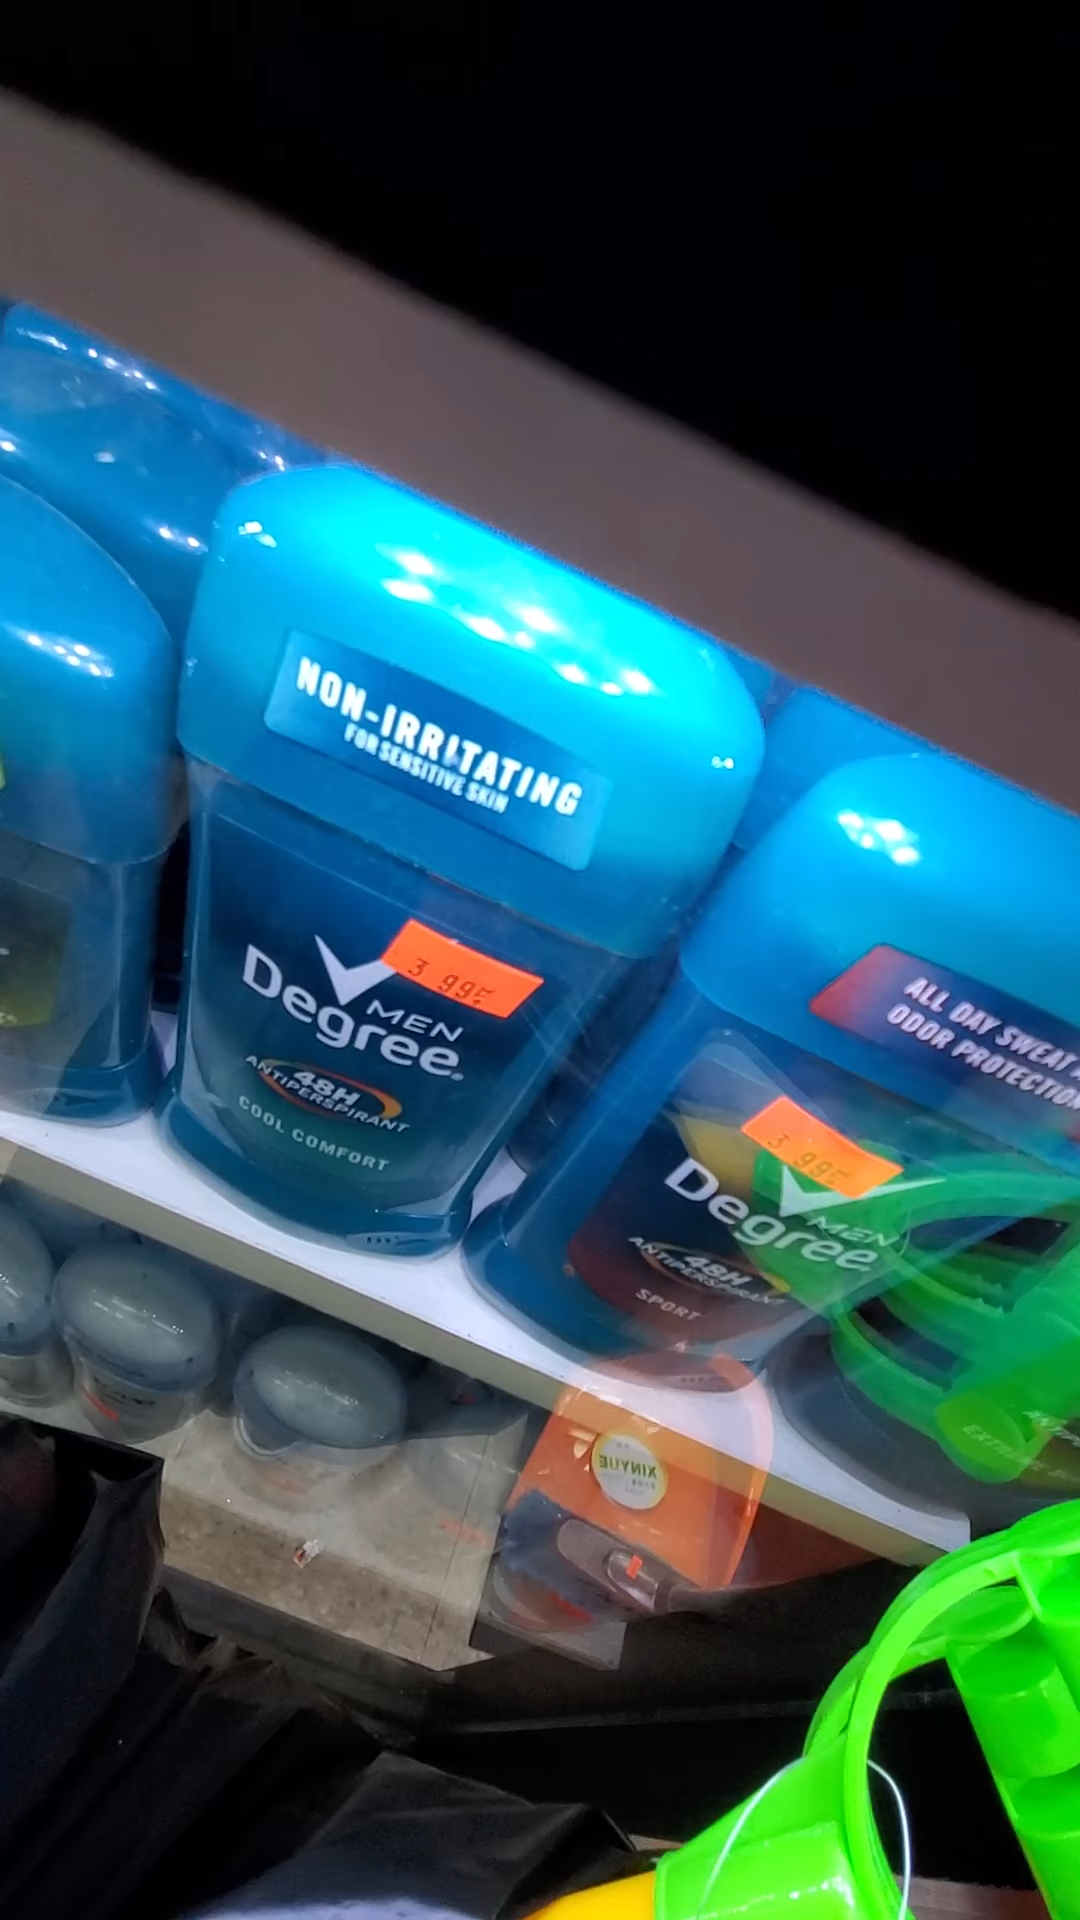 NON-IRRITATING
FOR SENSITIVE SKIN
3 99¢
MEN
Degree
48H
ANTIPERSPIRANT
COOL COMFORT
ALL DAY SWEAT
ODOR PROTECTION
3 99¢
MEN
Degree
48H
ANTIPERSPIRANT
SPORT
XINYUE